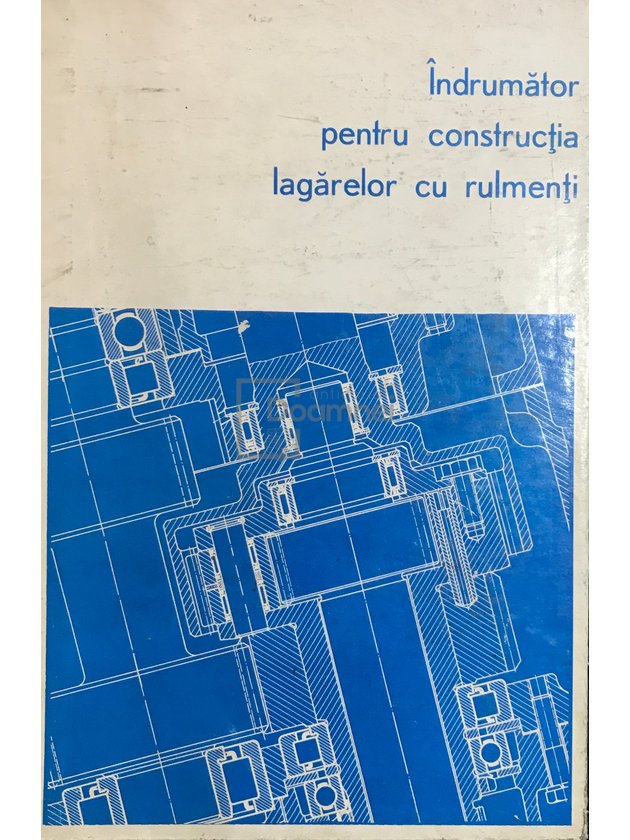 Îndrumător
pentru construcţia
lagărelor cu rulmenţi